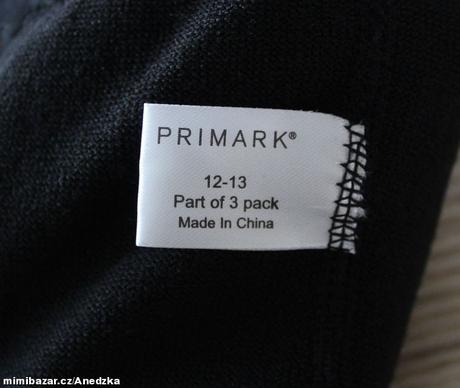 PRIMARK®
12-13
Part of 3 pack
Made In China
mimibazar.cz/Anedzka